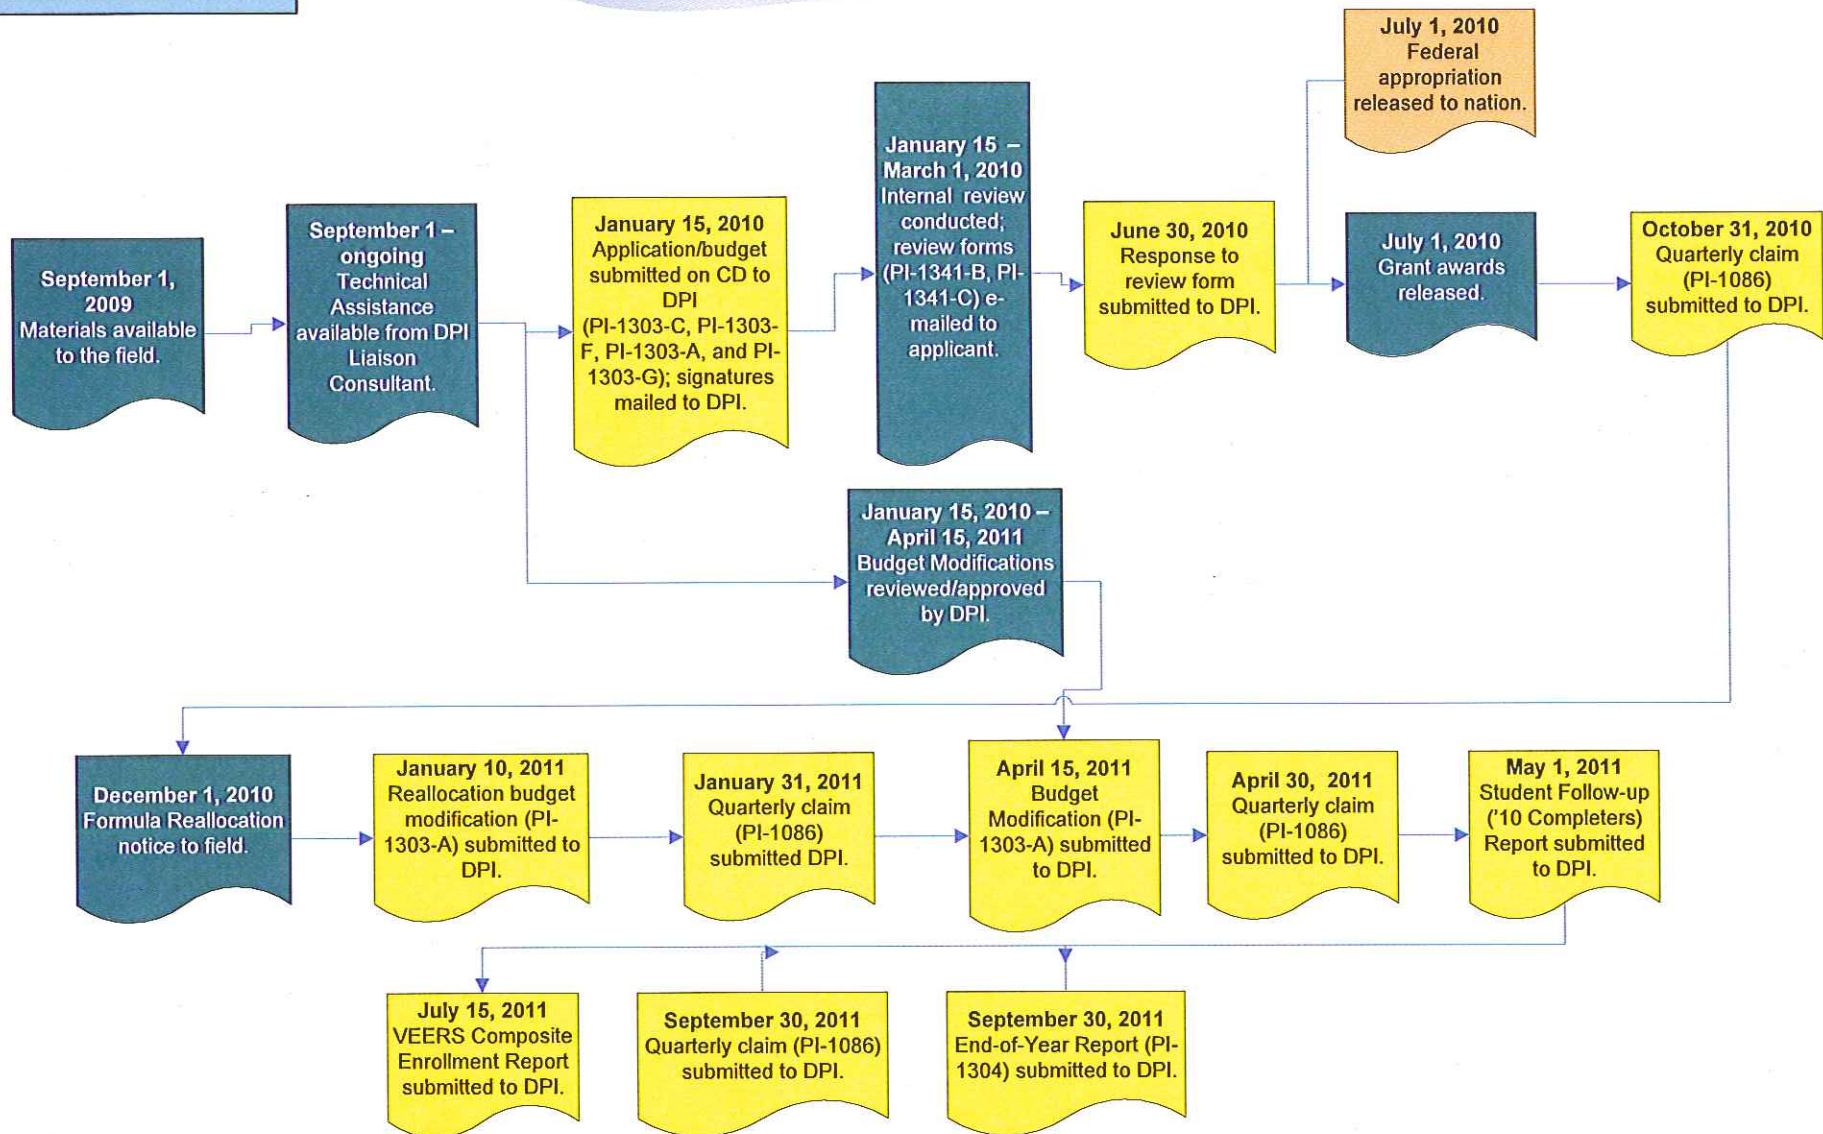 July 1, 2010
Federal
appropriation
released to nation.
September 1,
2009
Materials available
to the field.
September 1 –
ongoing
Technical
Assistance
available from DPI
Liaison
Consultant.
January 15, 2010
Application/budget
submitted on CD to
DPI
(PI-1303-C, PI-1303-
F, PI-1303-A, and PI-
1303-G); signatures
mailed to DPI.
January 15 –
March 1, 2010
Internal review
conducted;
review forms
(PI-1341-B, PI-
1341-C) e-
mailed to
applicant.
June 30, 2010
Response to
review form
submitted to DPI.
July 1, 2010
Grant awards
released.
October 31, 2010
Quarterly claim
(PI-1086)
submitted to DPI.
January 15, 2010 –
April 15, 2011
Budget Modifications
reviewed/approved
by DPI.
December 1, 2010
Formula Reallocation
notice to field.
January 10, 2011
Reallocation budget
modification (PI-
1303-A) submitted to
DPI.
January 31, 2011
Quarterly claim
(PI-1086)
submitted DPI.
April 15, 2011
Budget
Modification (PI-
1303-A) submitted
to DPI.
April 30, 2011
Quarterly claim
(PI-1086)
submitted to DPI.
May 1, 2011
Student Follow-up
('10 Completers)
Report submitted
to DPI.
July 15, 2011
VEERS Composite
Enrollment Report
submitted to DPI.
September 30, 2011
Quarterly claim (PI-1086)
submitted to DPI.
September 30, 2011
End-of-Year Report (PI-
1304) submitted to DPI.